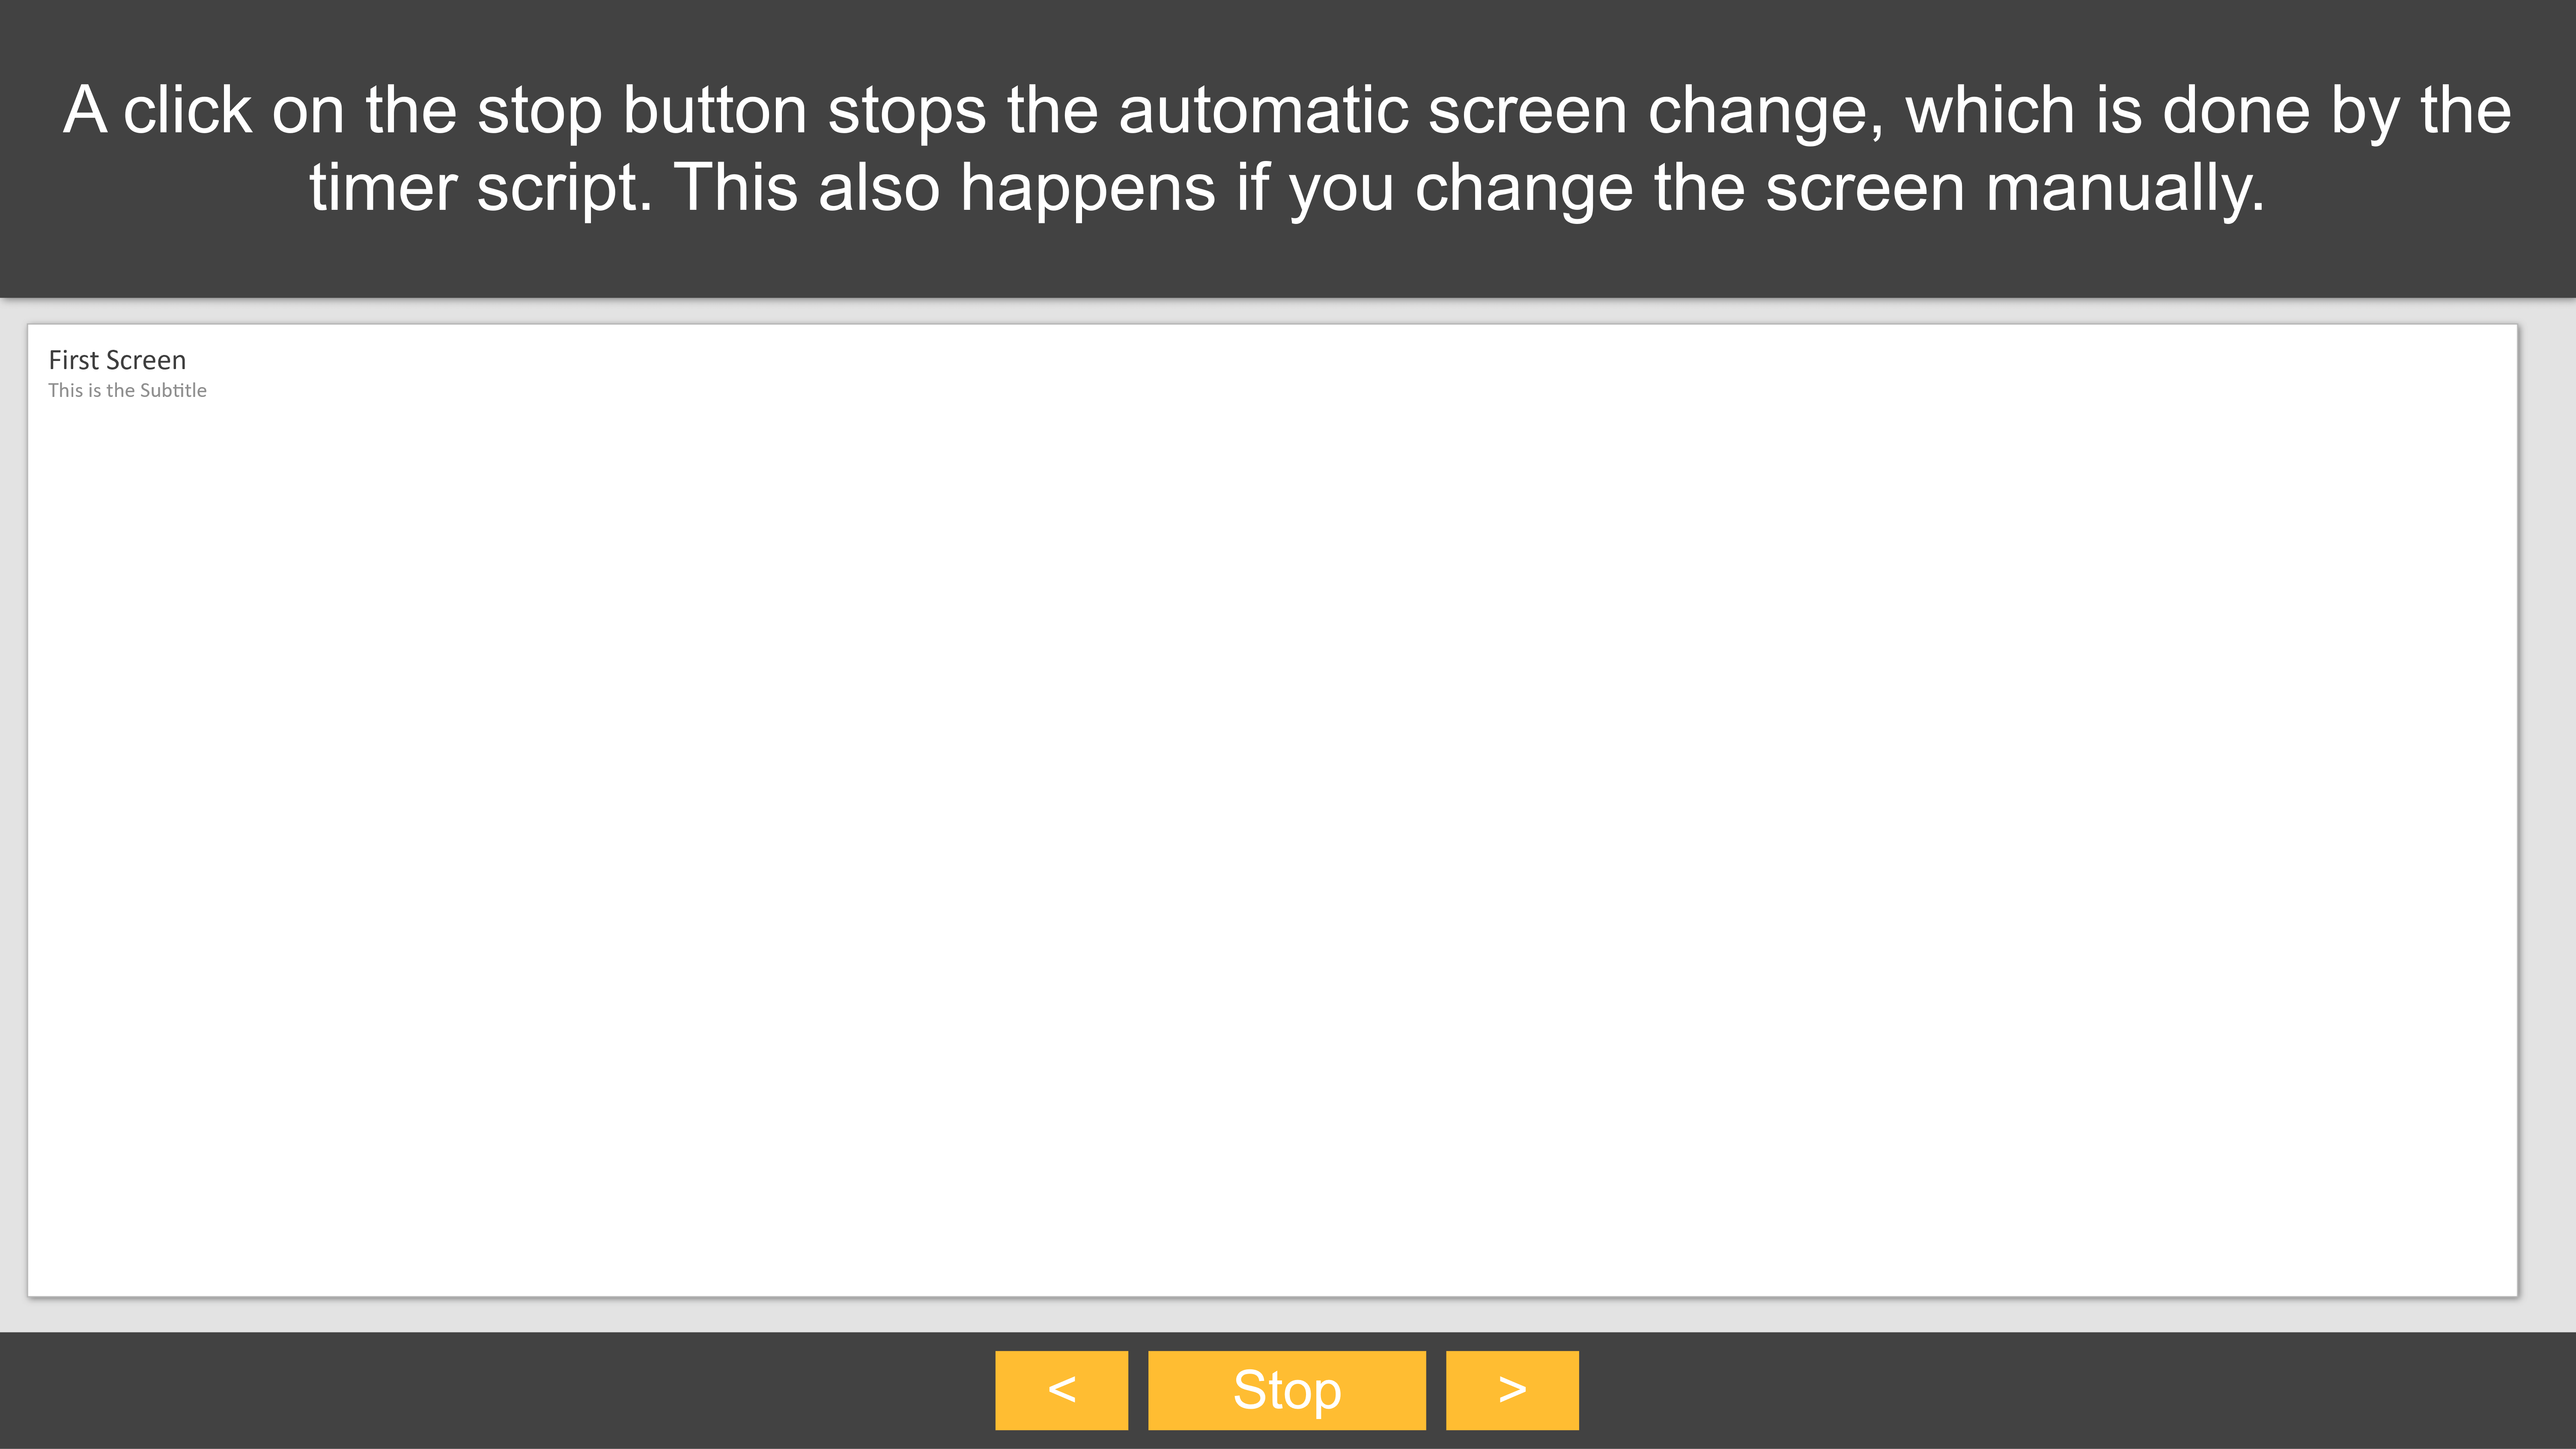 A click on the stop button stops the automatic screen change, which is done by the
timer script. This also happens if you change the screen manually.
First Screen
This is the Subtitle
<
Stop
>